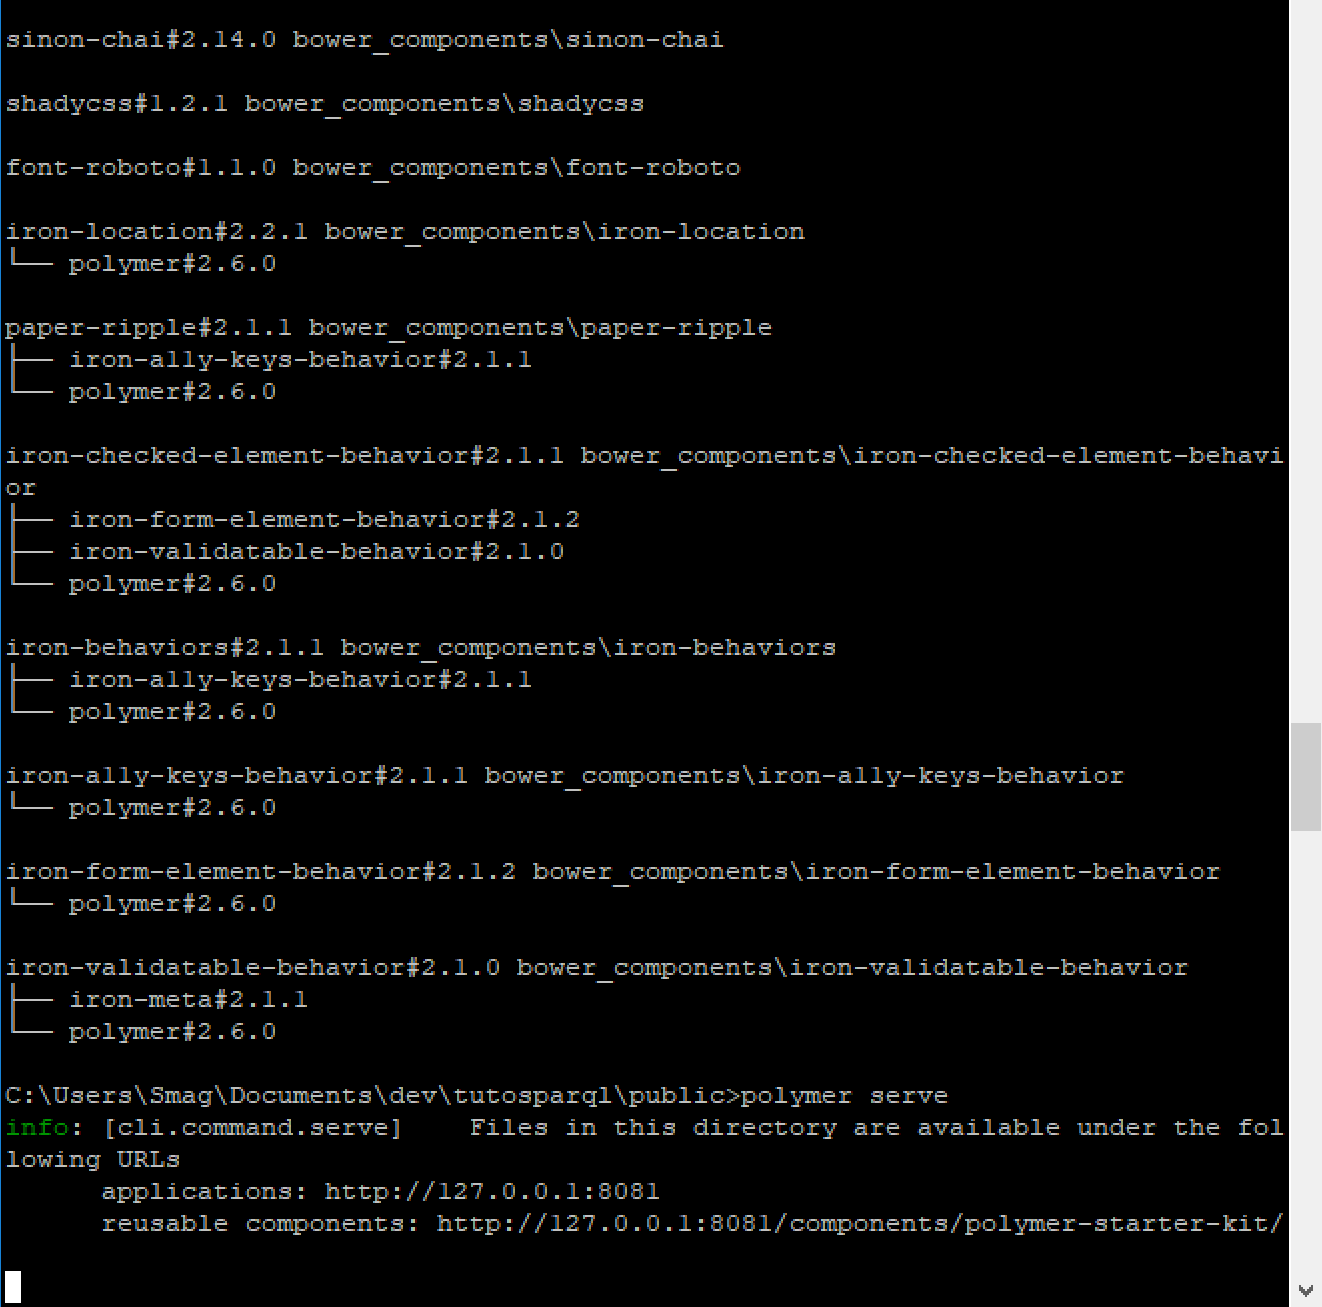 sinon-chai#2.14.0 bower_components\sinon-chai
shadycss#1.2.1 bower_components\shadycss
font-roboto#1.1.0 bower_components\font-roboto
iron-location#2.2.1 bower_components\iron-location
└── polymer#2.6.0
paper-ripple#2.1.1 bower_components\paper-ripple
├── iron-a11y-keys-behavior#2.1.1
└── polymer#2.6.0
iron-checked-element-behavior#2.1.1 bower_components\iron-checked-element-behavi
or
├── iron-form-element-behavior#2.1.2
├── iron-validatable-behavior#2.1.0
└── polymer#2.6.0
iron-behaviors#2.1.1 bower_components\iron-behaviors
├── iron-a11y-keys-behavior#2.1.1
└── polymer#2.6.0
iron-a11y-keys-behavior#2.1.1 bower_components\iron-a11y-keys-behavior
└── polymer#2.6.0
iron-form-element-behavior#2.1.2 bower_components\iron-form-element-behavior
└── polymer#2.6.0
iron-validatable-behavior#2.1.0 bower_components\iron-validatable-behavior
├── iron-meta#2.1.1
└── polymer#2.6.0
C:\Users\Smag\Documents\dev\tutosparql\public>polymer serve
info: [cli.command.serve]    Files in this directory are available under the fol
lowing URLs
      applications: http://127.0.0.1:8081
      reusable components: http://127.0.0.1:8081/components/polymer-starter-kit/